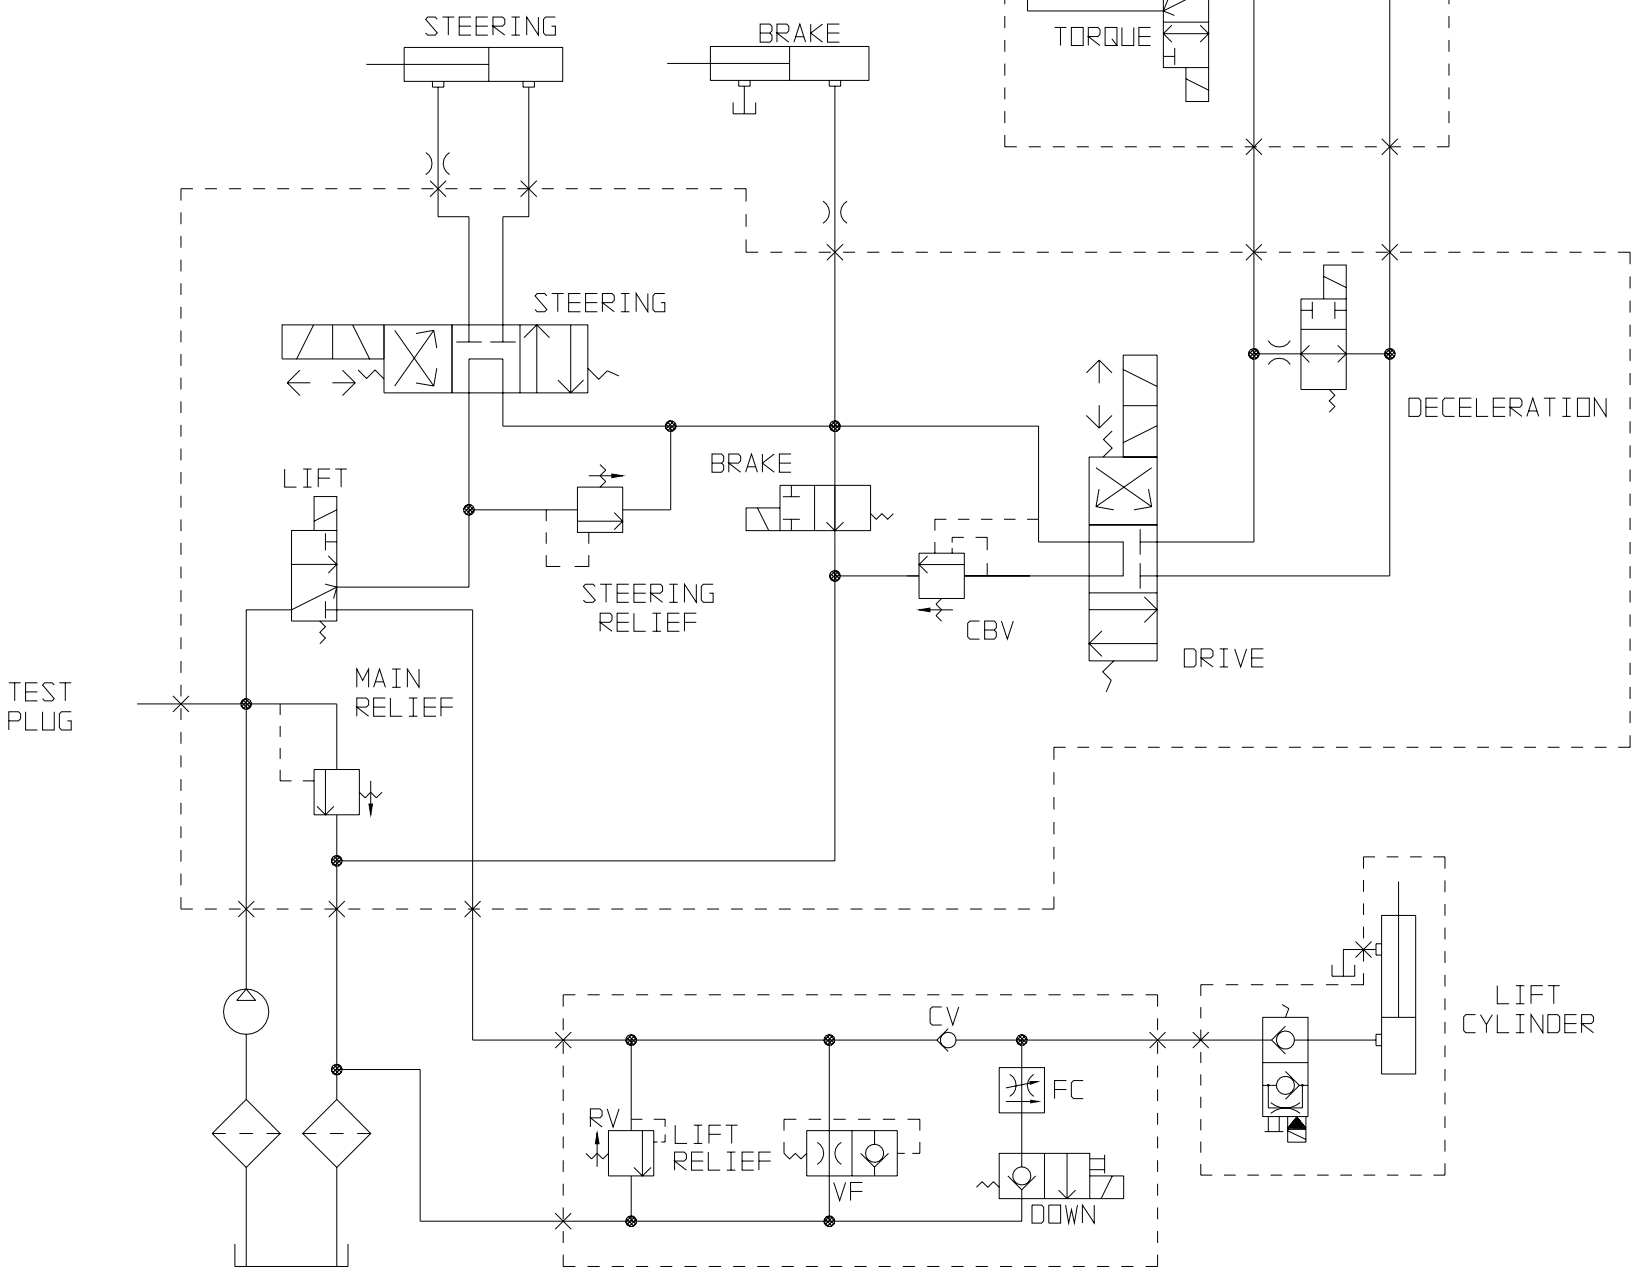 STEERING
BRAKE
TORQUE
STEERING
DECELERATION
BRAKE
LIFT
STEERING
RELIEF
CBV
DRIVE
MAIN
RELIEF
TEST
PLUG
LIFT
CYLINDER
CV
FC
RV
LIFT
RELIEF
VF
DOWN